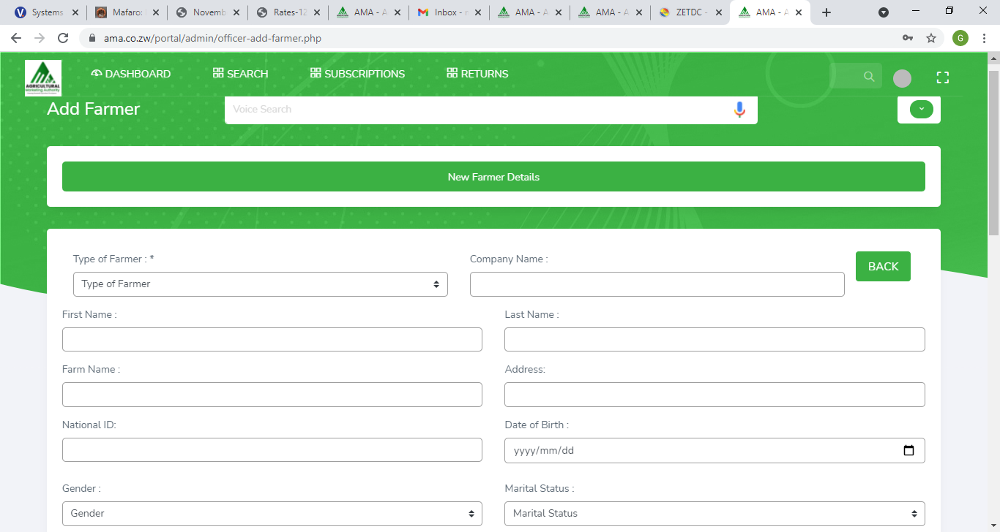 Systems
Mafaro:
Novemb
Rates-12
AMA - A
Inbox - r
AMA - A
AMA - A
ZETDC -
AMA - A
ama.co.zw/portal/admin/officer-add-farmer.php
G
AGRICULTURAL
Marketing Authority
DASHBOARD
SEARCH
SUBSCRIPTIONS
RETURNS
Add Farmer
Voice Search
New Farmer Details
Type of Farmer : *
Company Name :
BACK
Type of Farmer
First Name :
Last Name :
Farm Name :
Address:
National ID:
Date of Birth :
yyyy/mm/dd
Gender :
Marital Status :
Gender
Marital Status